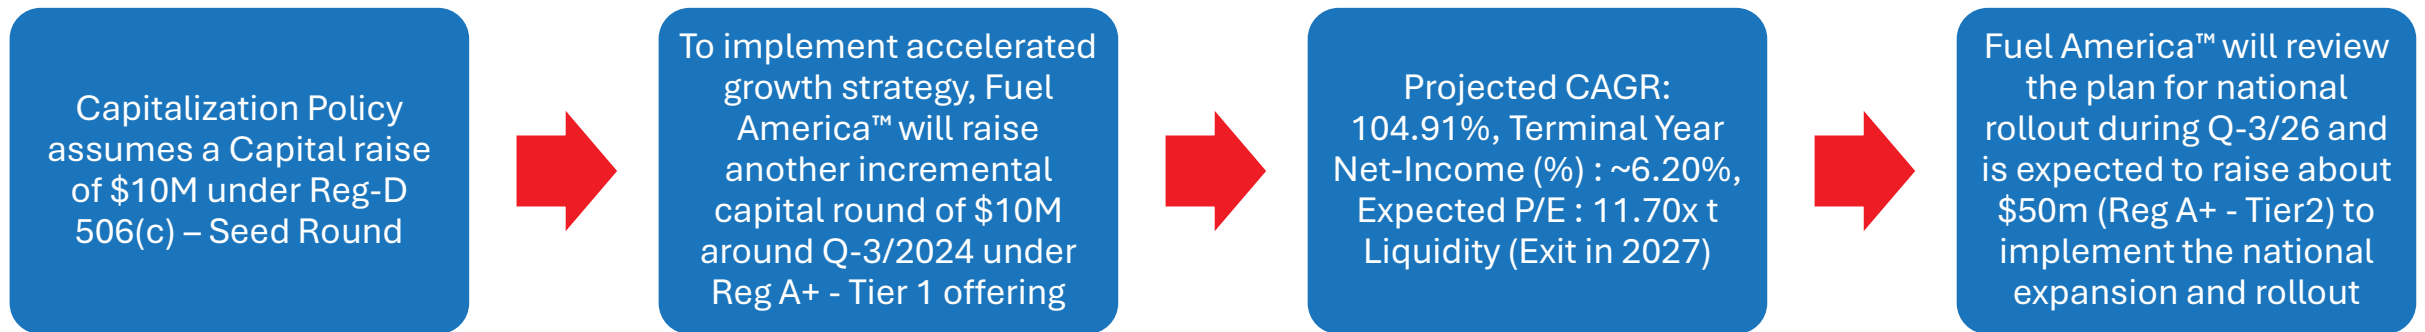 Capitalization Policy
assumes a Capital raise
of $10M under Reg-D
506(c) – Seed Round
To implement accelerated
growth strategy, Fuel
America™ will raise
another incremental
capital round of $10M
around Q-3/2024 under
Reg A+ - Tier 1 offering
Projected CAGR:
104.91%, Terminal Year
Net-Income (%) : ~6.20%,
Expected P/E : 11.70x t
Liquidity (Exit in 2027)
Fuel America™ will review
the plan for national
rollout during Q-3/26 and
is expected to raise about
$50m (Reg A+ - Tier2) to
implement the national
expansion and rollout